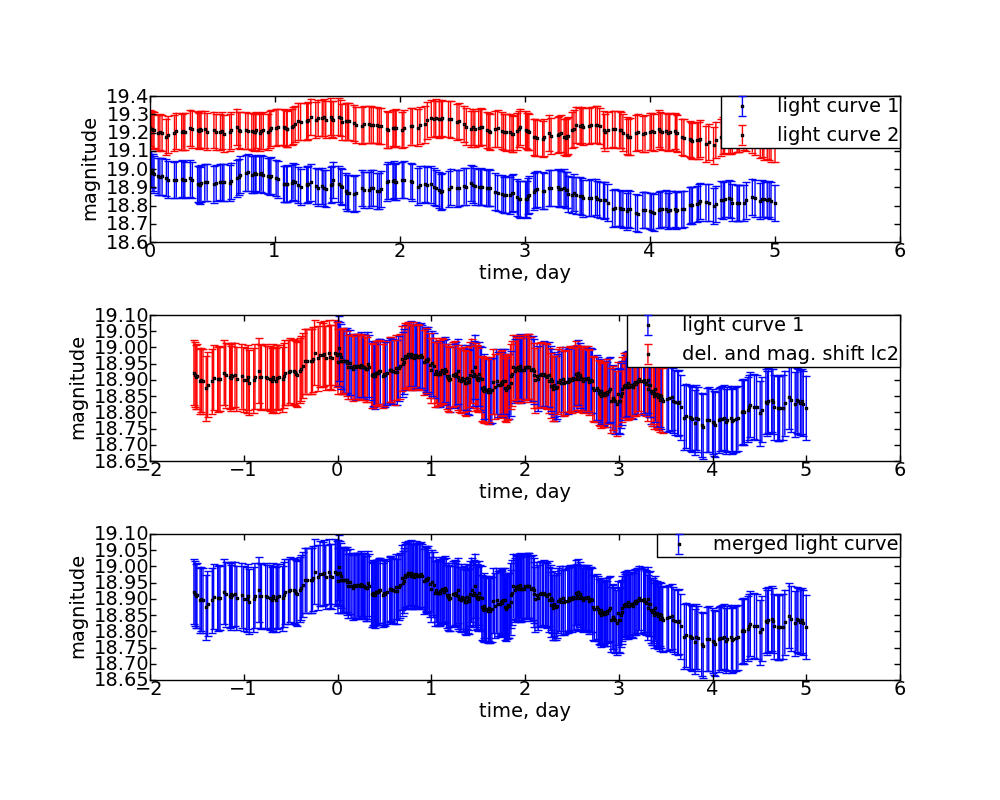 19.4
19.3
19.2
19.1
19.0
18.9
18.8
18.7
18.6
magnitude
light curve 1
light curve 2
0 1 2 3 4 5 6
time, day
19.10
19.05
19.00
18.95
18.90
18.85
18.80
18.75
18.70
18.65
magnitude
light curve 1
del. and mag. shift lc2
−2 −1 0 1 2 3 4 5 6
time, day
19.10
19.05
19.00
18.95
18.90
18.85
18.80
18.75
18.70
18.65
magnitude
merged light curve
−2 −1 0 1 2 3 4 5 6
time, day